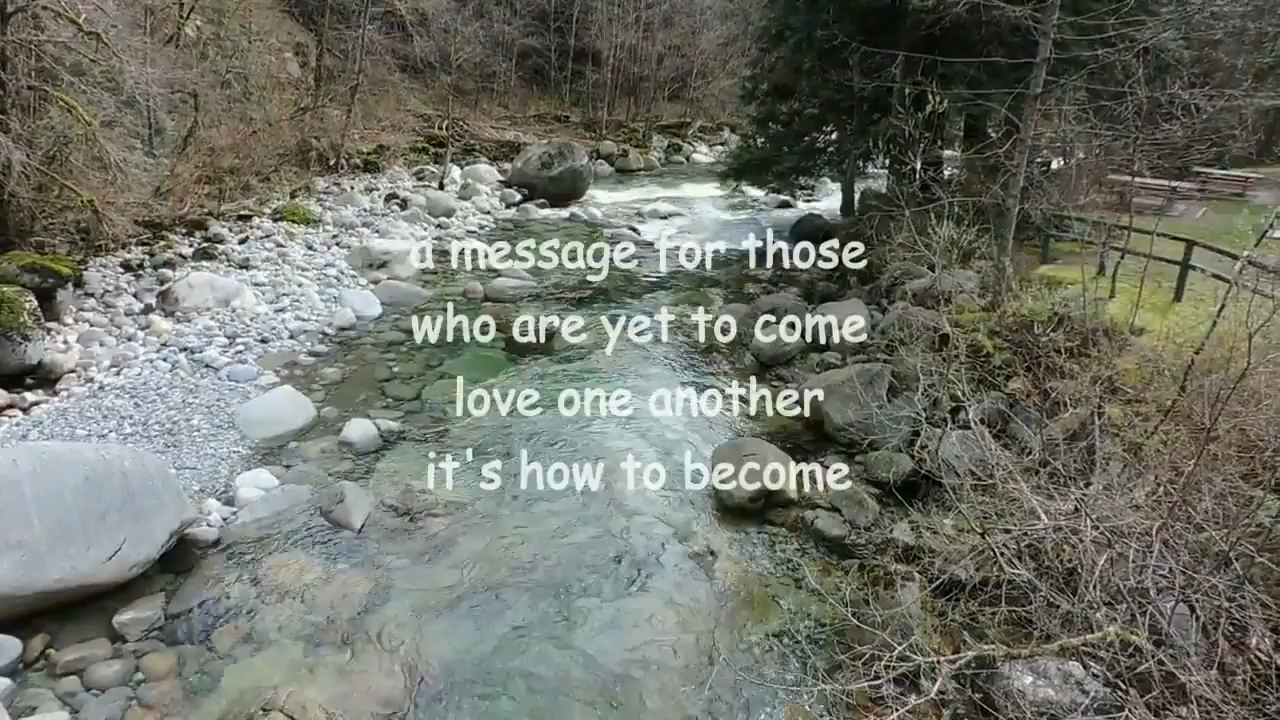 a message for those
who are yet to come
love one another
it's how to become